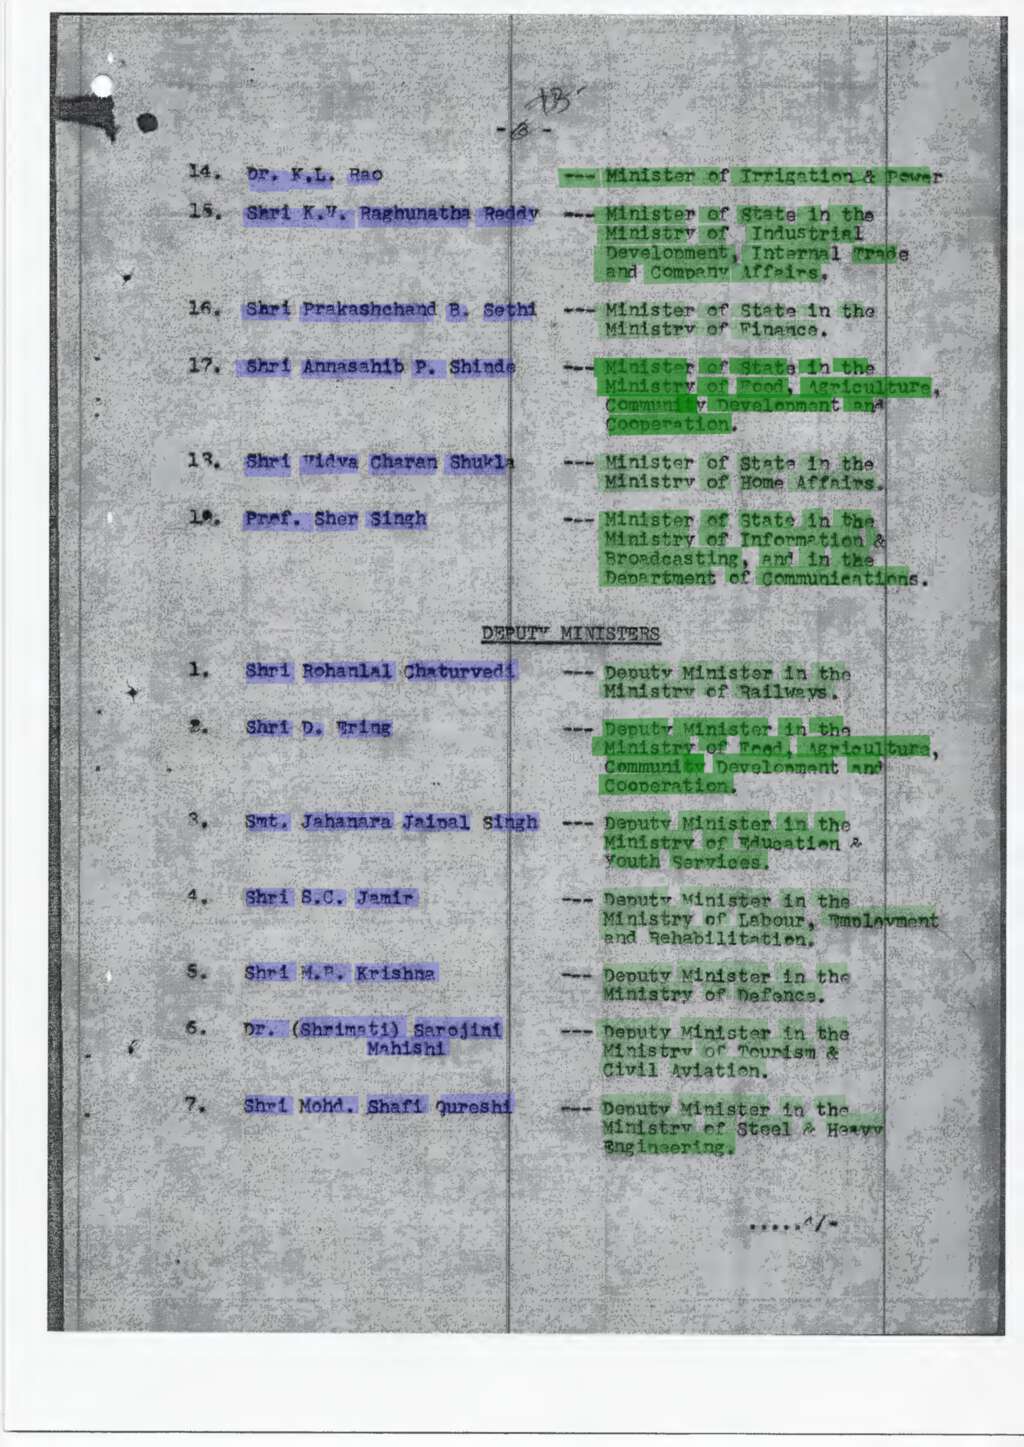 14. Dr. K.L. Rao --- Minister of Irrigation & Power
15. Shri K.V. Raghunatha Reddy --- Minister of State in the
Ministry of Industrial
Development, Internal Trade
and Company Affairs.
16. Shri Prakashchand B. Sethi --- Minister of State in the
Ministry of Finance.
17. Shri Annasahib P. Shinde --- Minister of State in the
Ministry of Food, Agriculture,
Community Development and
Cooperation.
18. Shri Vidya Charan Shukla --- Minister of State in the
Ministry of Home Affairs.
19. Prof. Sher Singh --- Minister of State in the
Ministry of Information &
Broadcasting, and in the
Department of Communications.
DEPUTY MINISTERS
1. Shri Rohanlal Chaturvedi --- Deputy Minister in the
Ministry of Railways.
2. Shri D. Ering --- Deputy Minister in the
Ministry of Food, Agriculture,
Community Development and
Cooperation.
3. Smt. Jahanara Jaipal Singh --- Deputy Minister in the
Ministry of Education &
Youth Services.
4. Shri S.C. Jamir --- Deputy Minister in the
Ministry of Labour, Employment
and Rehabilitation.
5. Shri M.R. Krishna --- Deputy Minister in the
Ministry of Defence.
6. Dr. (Shrimati) Sarojini --- Deputy Minister in the
Mahishi Ministry of Tourism &
Civil Aviation.
7. Shri Mohd. Shafi Qureshi --- Deputy Minister in the
Ministry of Steel & Heavy
Engineering.